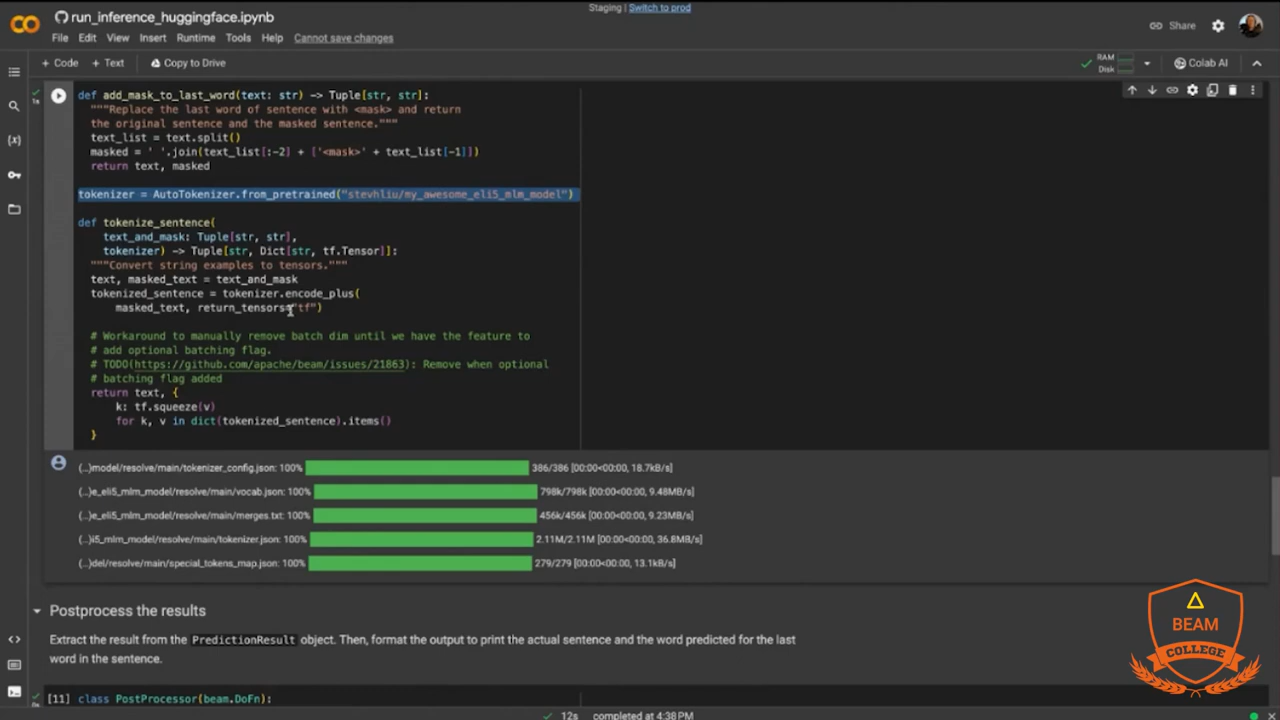 Staging | Switch to prod
run_inference_huggingface.ipynb
Share
File Edit View Insert Runtime Tools Help Cannot save changes
+ Code + Text Copy to Drive
RAM
Disk
Colab AI
1s
def add_mask_to_last_word(text: str) -> Tuple[str, str]:
"""Replace the last word of sentence with <mask> and return
the original sentence and the masked sentence."""
text_list = text.split()
masked = ' '.join(text_list[:-2] + ['<mask>' + text_list[-1]])
return text, masked
tokenizer = AutoTokenizer.from_pretrained("stevhliu/my_awesome_eli5_mlm_model")
def tokenize_sentence(
text_and_mask: Tuple[str, str],
tokenizer) -> Tuple[str, Dict[str, tf.Tensor]]:
"""Convert string examples to tensors."""
text, masked_text = text_and_mask
tokenized_sentence = tokenizer.encode_plus(
masked_text, return_tensors="tf")
# Workaround to manually remove batch dim until we have the feature to
# add optional batching flag.
# TODO(https://github.com/apache/beam/issues/21863): Remove when optional
# batching flag added
return text, {
k: tf.squeeze(v)
for k, v in dict(tokenized_sentence).items()
}
(…)model/resolve/main/tokenizer_config.json: 100% 386/386 [00:00<00:00, 18.7kB/s]
(…)e_eli5_mlm_model/resolve/main/vocab.json: 100% 798k/798k [00:00<00:00, 9.48MB/s]
(…)e_eli5_mlm_model/resolve/main/merges.txt: 100% 456k/456k [00:00<00:00, 9.23MB/s]
(…)i5_mlm_model/resolve/main/tokenizer.json: 100% 2.11M/2.11M [00:00<00:00, 36.8MB/s]
(…)del/resolve/main/special_tokens_map.json: 100% 279/279 [00:00<00:00, 13.1kB/s]
Postprocess the results
Extract the result from the PredictionResult object. Then, format the output to print the actual sentence and the word predicted for the last
word in the sentence.
[11] class PostProcessor(beam.DoFn):
0s
12s completed at 4:38 PM
BEAM
COLLEGE